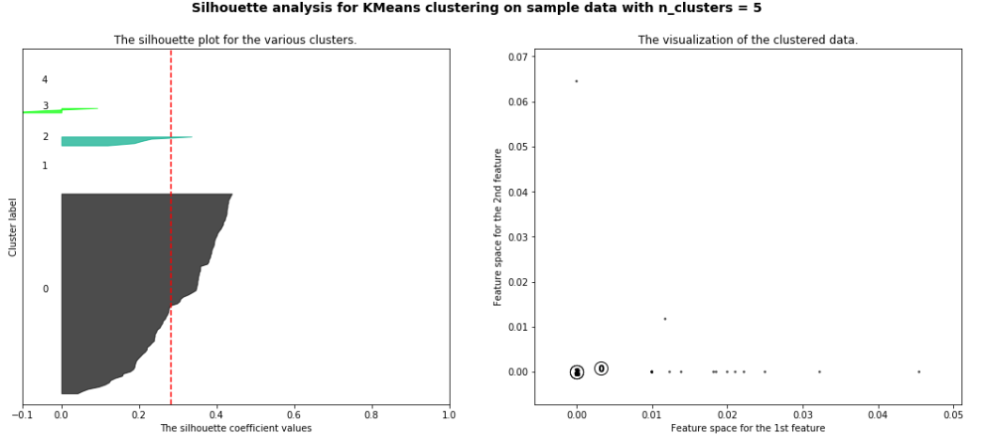 Silhouette analysis for KMeans clustering on sample data with n_clusters = 5
The silhouette plot for the various clusters.
4
3
2
1
0
Cluster label
−0.1 0.0 0.2 0.4 0.6 0.8 1.0
The silhouette coefficient values
The visualization of the clustered data.
0.07
0.06
0.05
0.04
0.03
0.02
0.01
0.00
Feature space for the 2nd feature
0
0.00 0.01 0.02 0.03 0.04 0.05
Feature space for the 1st feature